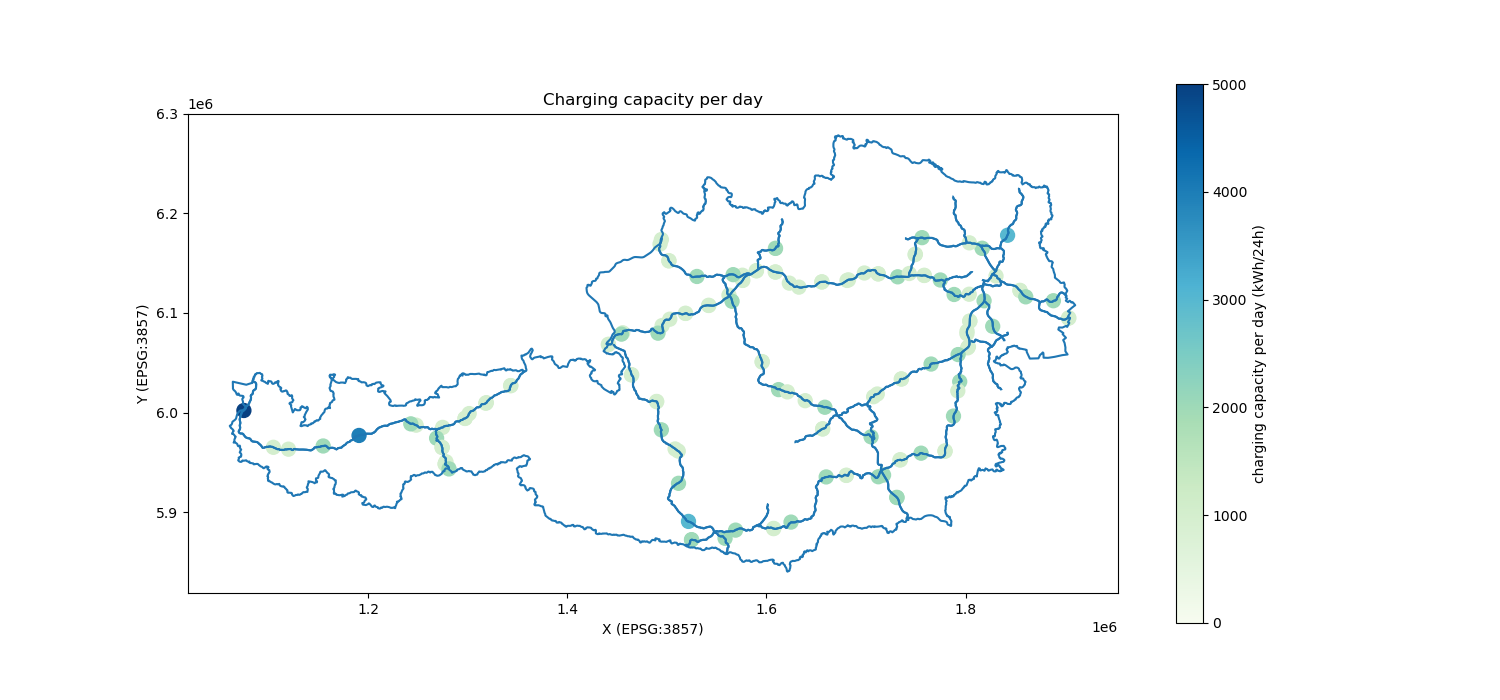 Charging capacity per day
1e6
6.3
6.2
6.1
6.0
5.9
Y (EPSG:3857)
1.2
1.4
1.6
1.8
X (EPSG:3857)
1e6
5000
4000
3000
2000
1000
0
charging capacity per day (kWh/24h)